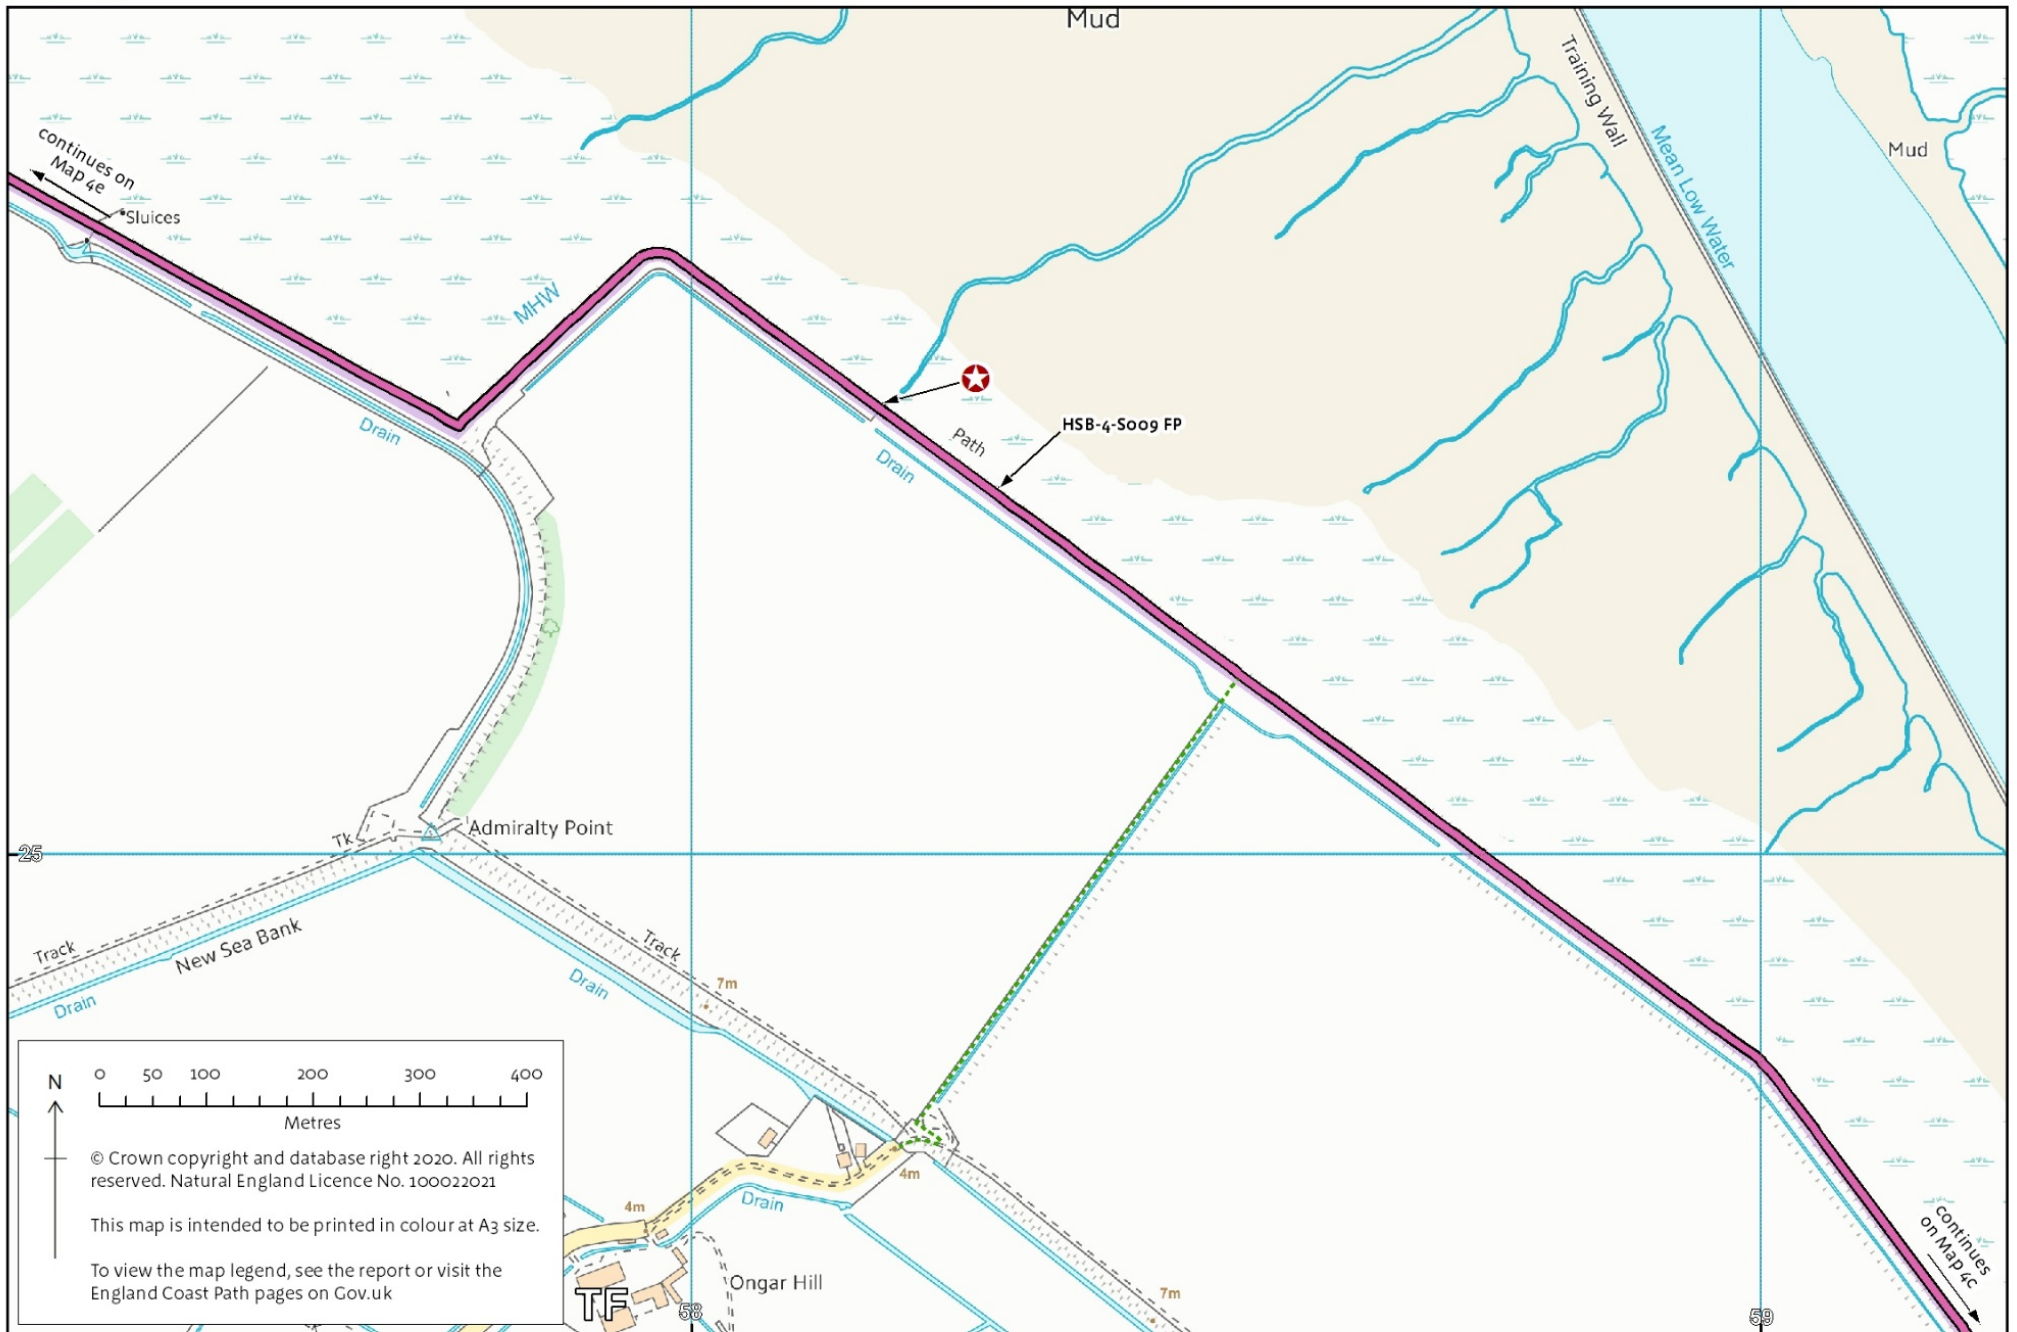 Mud
Training Wall
Mean Low Water
Mud
continues on
Map 4e
Sluices
MHW
Drain
HSB-4-S009 FP
Path
Drain
Tk
Admiralty Point
25
Track
New Sea Bank
Drain
Track
Drain
7m
N
0 50 100 200 300 400
Metres
© Crown copyright and database right 2020. All rights
reserved. Natural England Licence No. 100022021
This map is intended to be printed in colour at A3 size.
To view the map legend, see the report or visit the
England Coast Path pages on Gov.uk
4m
4m
Drain
Ongar Hill
TF
58
7m
59
continues
on Map 4c